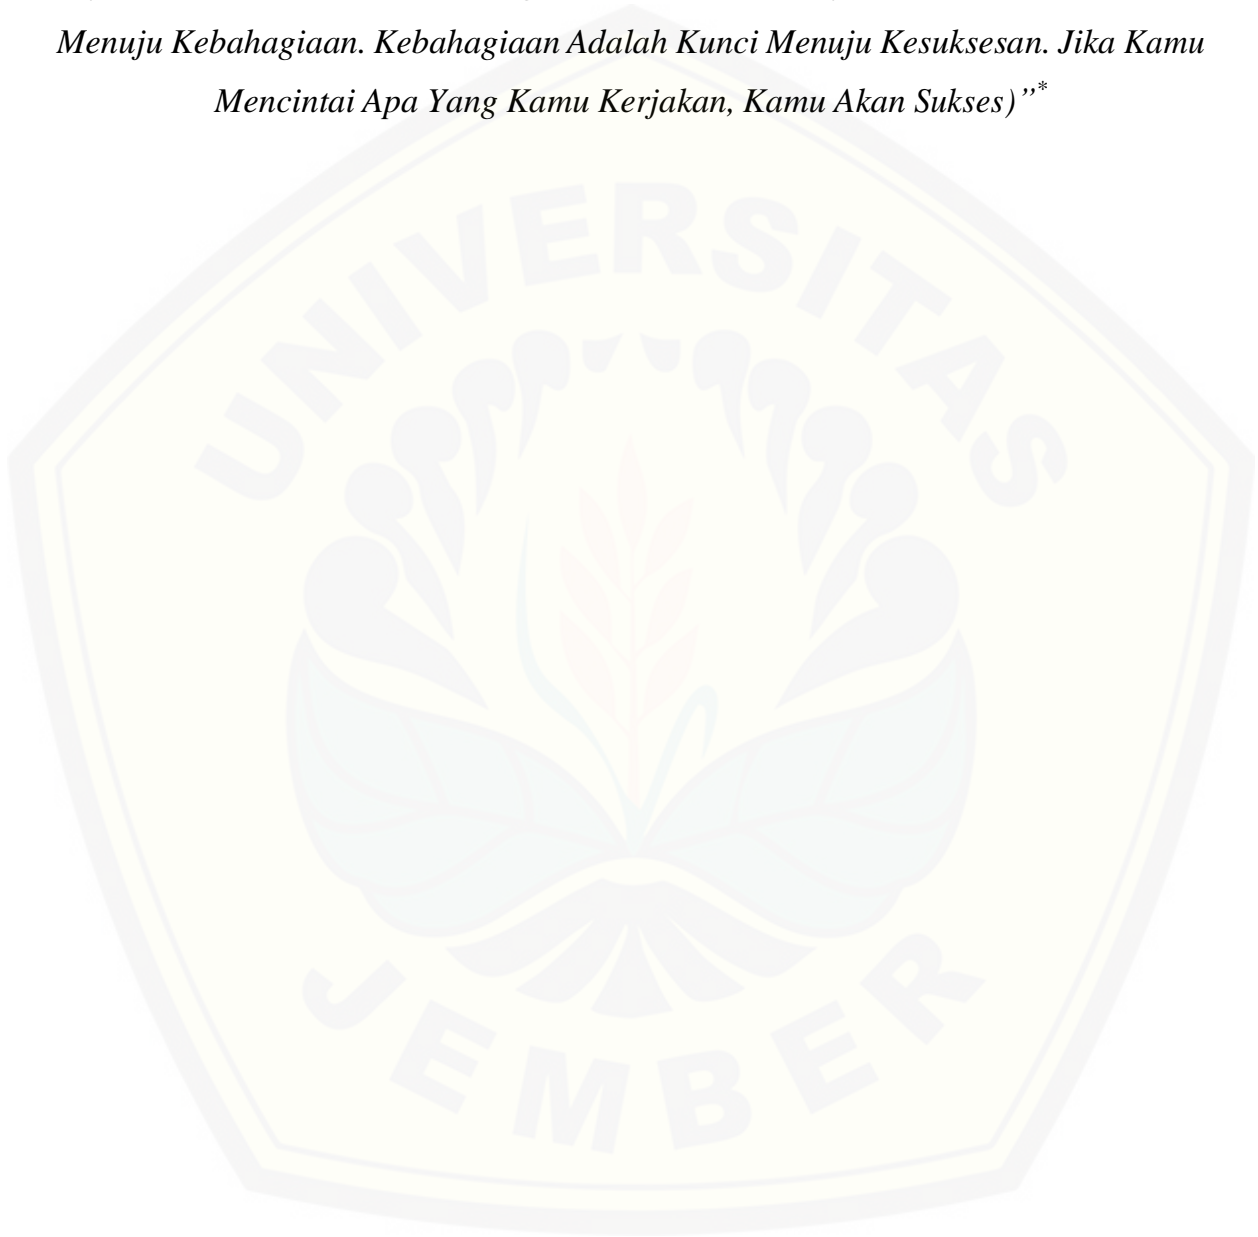 Menuju Kebahagiaan. Kebahagiaan Adalah Kunci Menuju Kesuksesan. Jika Kamu
Mencintai Apa Yang Kamu Kerjakan, Kamu Akan Sukses)”*
UNIVERSITAS
JEMBER